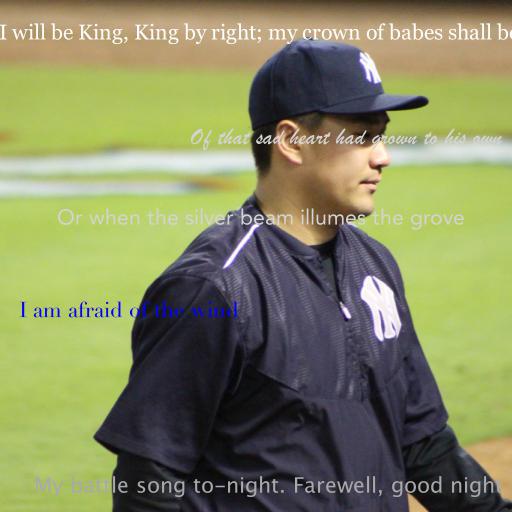 I will be King, King by right; my crown of babes shall
Of that sad heart had grown to his own
Or when the silver beam illumes the grove
I am afraid of the wind
My battle song to-night. Farewell, good night